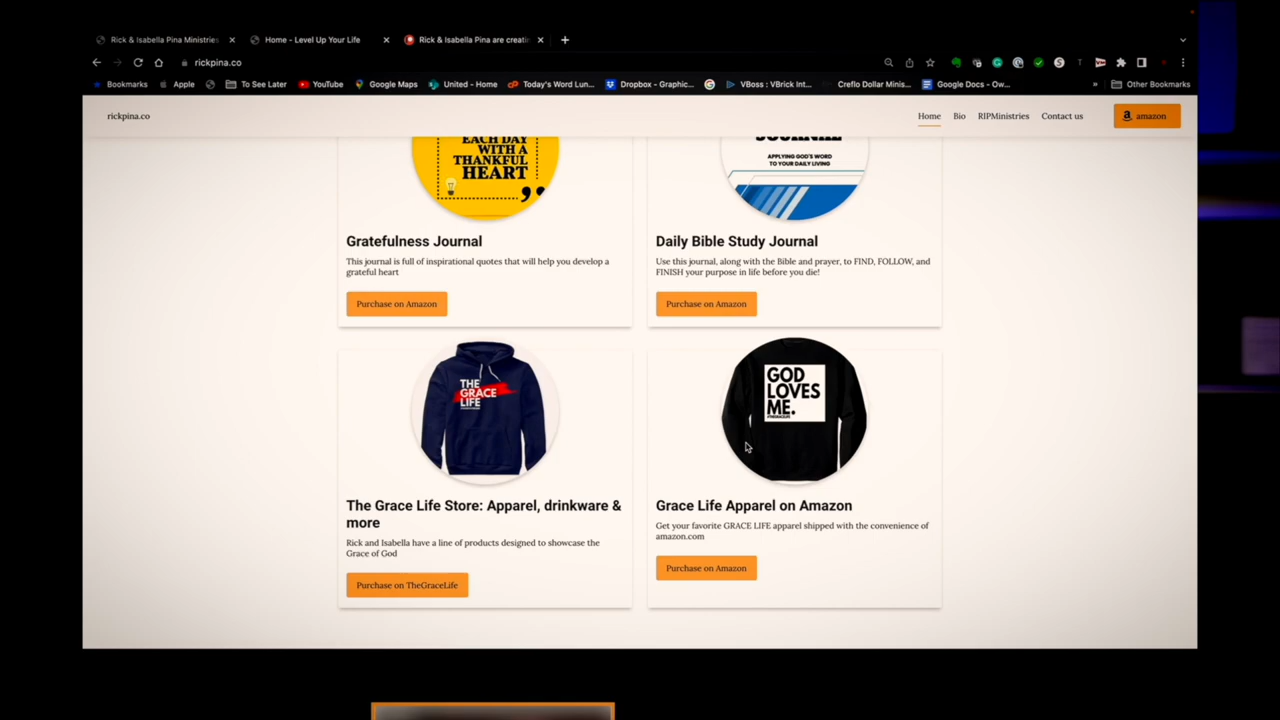 Rick & Isabella Pina Ministries
Home - Level Up Your Life
Rick & Isabella Pina are creatin
rickpina.co
Bookmarks
Apple
To See Later
YouTube
Google Maps
United - Home
Today's Word Lun...
Dropbox - Graphic...
VBoss : VBrick Int...
Creflo Dollar Minis...
Google Docs - Ow...
»
Other Bookmarks
rickpina.co
Home
Bio
RIPMinistries
Contact us
amazon
EACH DAY
WITH A
THANKFUL
HEART
JOURNAL
APPLYING GOD'S WORD
TO YOUR DAILY LIVING
Gratefulness Journal
This journal is full of inspirational quotes that will help you develop a
grateful heart
Purchase on Amazon
Daily Bible Study Journal
Use this journal, along with the Bible and prayer, to FIND, FOLLOW, and
FINISH your purpose in life before you die!
Purchase on Amazon
THE
GRACE
LIFE
GOD
LOVES
ME.
The Grace Life Store: Apparel, drinkware &
more
Rick and Isabella have a line of products designed to showcase the
Grace of God
Purchase on TheGraceLife
Grace Life Apparel on Amazon
Get your favorite GRACE LIFE apparel shipped with the convenience of
amazon.com
Purchase on Amazon